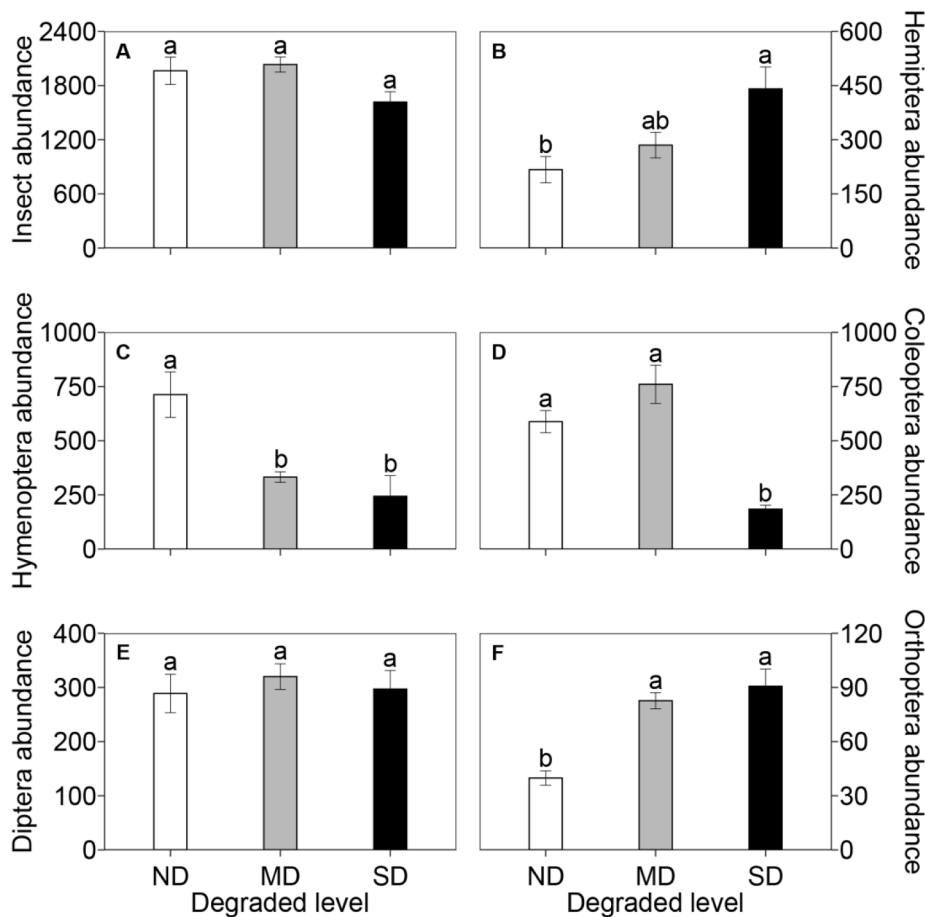 A
Insect abundance
2400
1800
1200
600
0
a
a
a
B
Hemiptera abundance
600
450
300
150
0
b
ab
a
C
Hymenoptera abundance
1000
750
500
250
0
a
b
b
D
Coleoptera abundance
1000
750
500
250
0
a
a
b
E
Diptera abundance
400
300
200
100
0
a
a
a
ND MD SD
Degraded level
F
Orthoptera abundance
120
90
60
30
0
b
a
a
ND MD SD
Degraded level